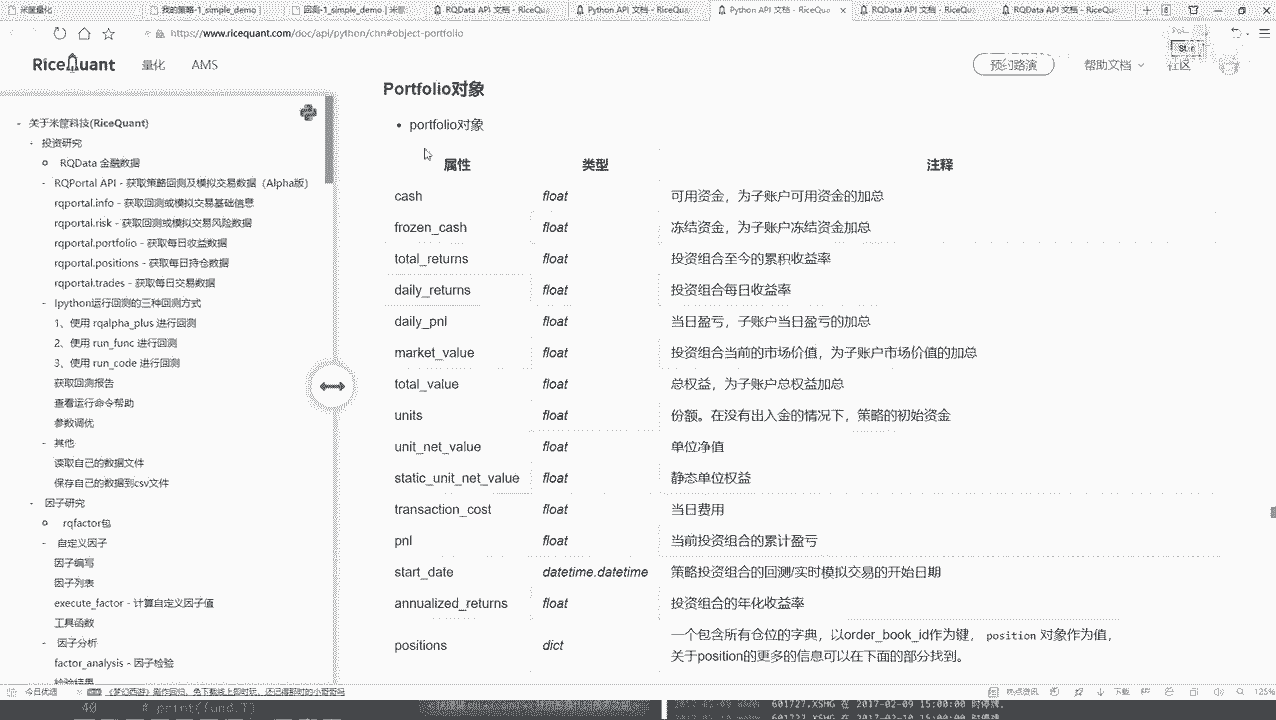 米筐量化
我的策略-1_simple_demo |
回测-1_simple_demo | 米筐
RQData API 文档 - RiceQu
Python API 文档 - RiceQua
Python API 文档 - RiceQua
RQData API 文档 - RiceQua
RQData API 文档 - RiceQua
https://www.ricequant.com/doc/api/python/chn#object-portfolio
RiceQuant 量化 AMS 预约路演 帮助文档 社区
关于米筐科技(RiceQuant)
投资研究
RQData 金融数据
RQPortal API - 获取策略回测及模拟交易数据（Alpha版）
rqportal.info - 获取回测或模拟交易基础信息
rqportal.risk - 获取回测或模拟交易风险数据
rqportal.portfolio - 获取每日收益数据
rqportal.positions - 获取每日持仓数据
rqportal.trades - 获取每日交易数据
Ipython运行回测的三种回测方式
1、使用 rqalpha_plus 进行回测
2、使用 run_func 进行回测
3、使用 run_code 进行回测
获取回测报告
查看运行命令帮助
参数调优
其他
读取自己的数据文件
保存自己的数据到csv文件
因子研究
rqfactor包
自定义因子
因子编写
因子列表
execute_factor - 计算自定义因子值
工具函数
因子分析
factor_analysis - 因子检验
检验结果
Portfolio对象
• portfolio对象
属性 类型 注释
cash float 可用资金，为子账户可用资金的加总
frozen_cash float 冻结资金，为子账户冻结资金加总
total_returns float 投资组合至今的累积收益率
daily_returns float 投资组合每日收益率
daily_pnl float 当日盈亏，子账户当日盈亏的加总
market_value float 投资组合当前的市场价值，为子账户市场价值的加总
total_value float 总权益，为子账户总权益加总
units float 份额。在没有出入金的情况下，策略的初始资金
unit_net_value float 单位净值
static_unit_net_value float 静态单位权益
transaction_cost float 当日费用
pnl float 当前投资组合的累计盈亏
start_date datetime.datetime 策略投资组合的回测/实时模拟交易的开始日期
annualized_returns float 投资组合的年化收益率
positions dict 一个包含所有仓位的字典，以order_book_id作为键， position 对象作为值，
关于position的更多的信息可以在下面的部分找到。
今日优选
热点资讯 下载 125%
40 # print(fund.T)
601727.XSHG 在 2017-02-09 15:00:00 时停牌.
601727.XSHG 在 2017-02-10 15:00:00 时停牌.